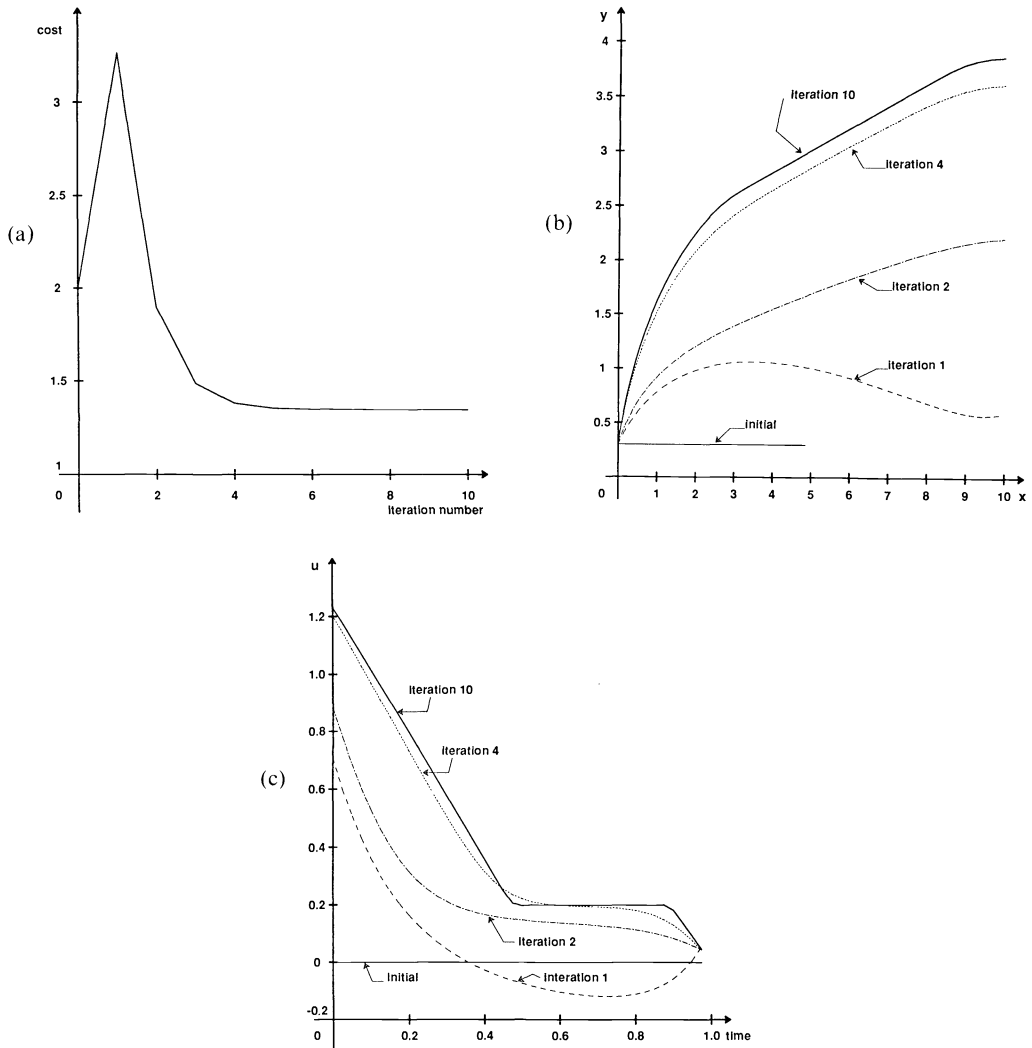 (a)
cost
3
2.5
2
1.5
1
0 2 4 6 8 10
iteration number
(b)
y
4
3.5
3
2.5
2
1.5
1
0.5
0 1 2 3 4 5 6 7 8 9 10 x
iteration 10
iteration 4
iteration 2
iteration 1
initial
(c)
u
1.2
1.0
0.8
0.6
0.4
0.2
0
-0.2
0 0.2 0.4 0.6 0.8 1.0 time
iteration 10
iteration 4
iteration 2
Initial
Interation 1